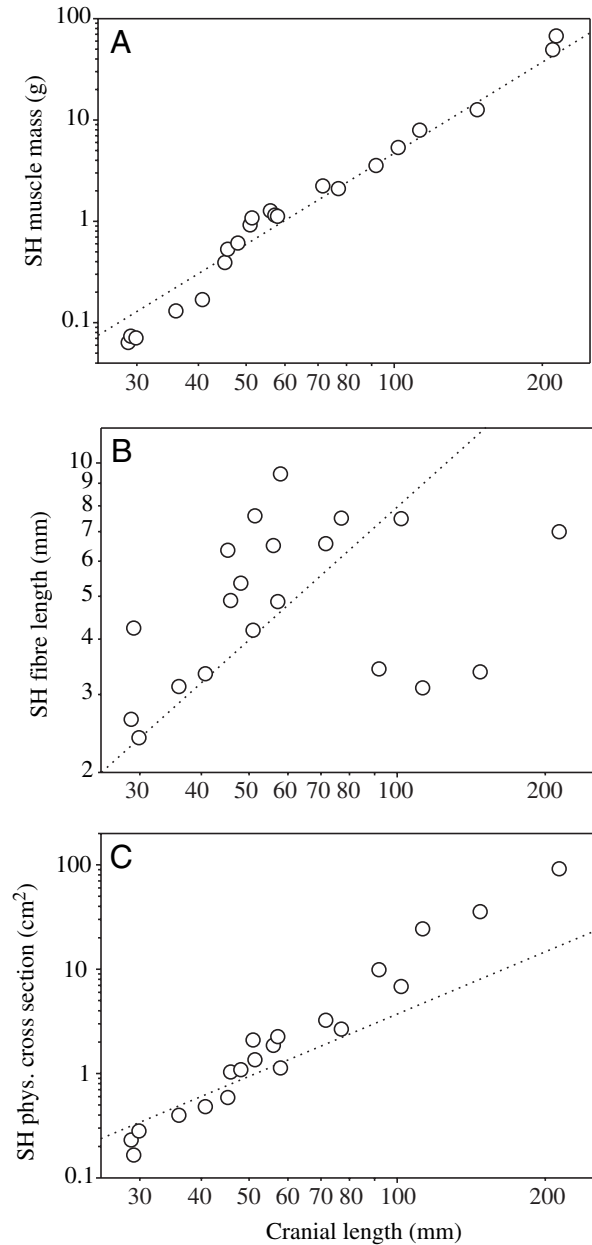 A
SH muscle mass (g)
100
10
1
0.1
30 40 50 60 70 80 100 200
B
SH fibre length (mm)
10
9
8
7
6
5
4
3
2
30 40 50 60 70 80 100 200
C
SH phys. cross section (cm²)
100
10
1
0.1
30 40 50 60 70 80 100 200
Cranial length (mm)